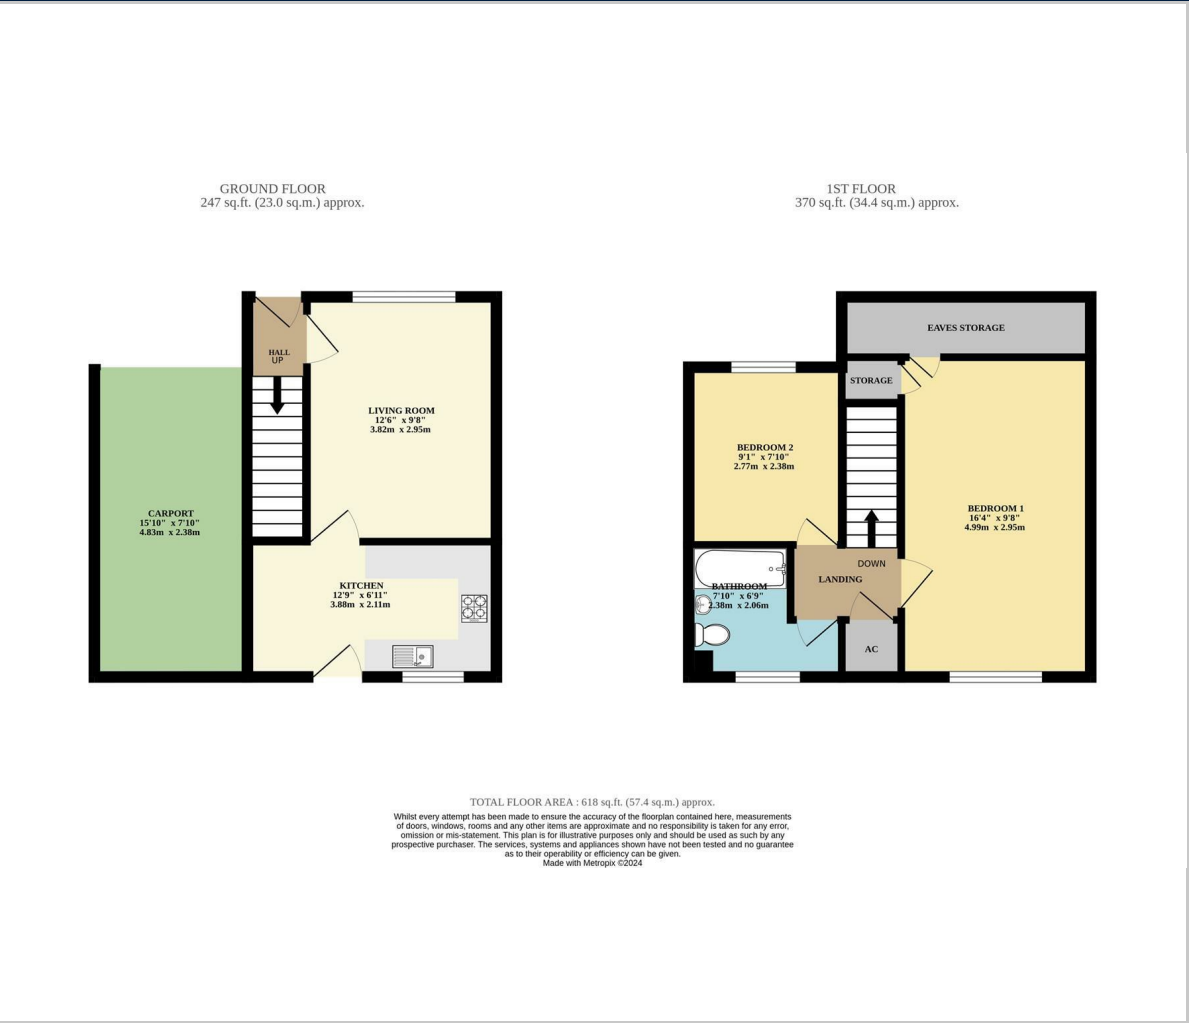 GROUND FLOOR
247 sq.ft. (23.0 sq.m.) approx.
1ST FLOOR
370 sq.ft. (34.4 sq.m.) approx.
HALL
UP
LIVING ROOM
12'6" x 9'8"
3.82m x 2.95m
CARPORT
15'10" x 7'10"
4.83m x 2.38m
KITCHEN
12'9" x 6'11"
3.88m x 2.11m
EAVES STORAGE
STORAGE
BEDROOM 2
9'1" x 7'10"
2.77m x 2.38m
BEDROOM 1
16'4" x 9'8"
4.99m x 2.95m
DOWN
LANDING
BATHROOM
7'10" x 6'9"
2.38m x 2.06m
AC
TOTAL FLOOR AREA : 618 sq.ft. (57.4 sq.m.) approx.
Whilst every attempt has been made to ensure the accuracy of the floorplan contained here, measurements
of doors, windows, rooms and any other items are approximate and no responsibility is taken for any error,
omission or mis-statement. This plan is for illustrative purposes only and should be used as such by any
prospective purchaser. The services, systems and appliances shown have not been tested and no guarantee
as to their operability or efficiency can be given.
Made with Metropix ©2024